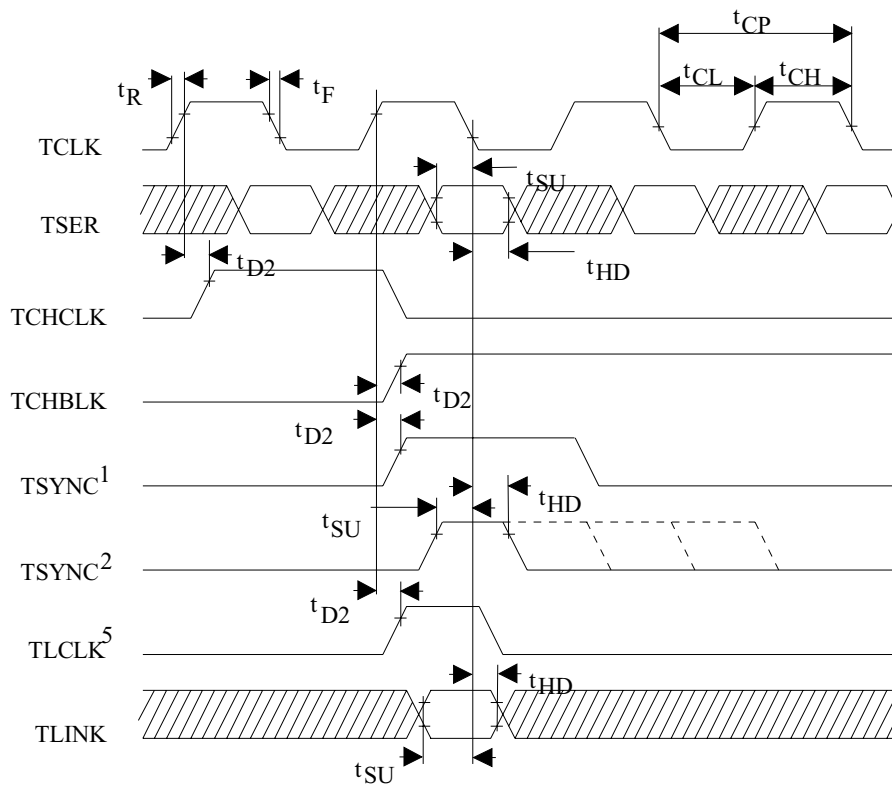 tCP
tR
tF
tCL
tCH
TCLK
tSU
TSER
tD2
tHD
TCHCLK
tD2
TCHBLK
tD2
TSYNC1
tHD
tSU
TSYNC2
tD2
TLCLK5
tHD
TLINK
tSU